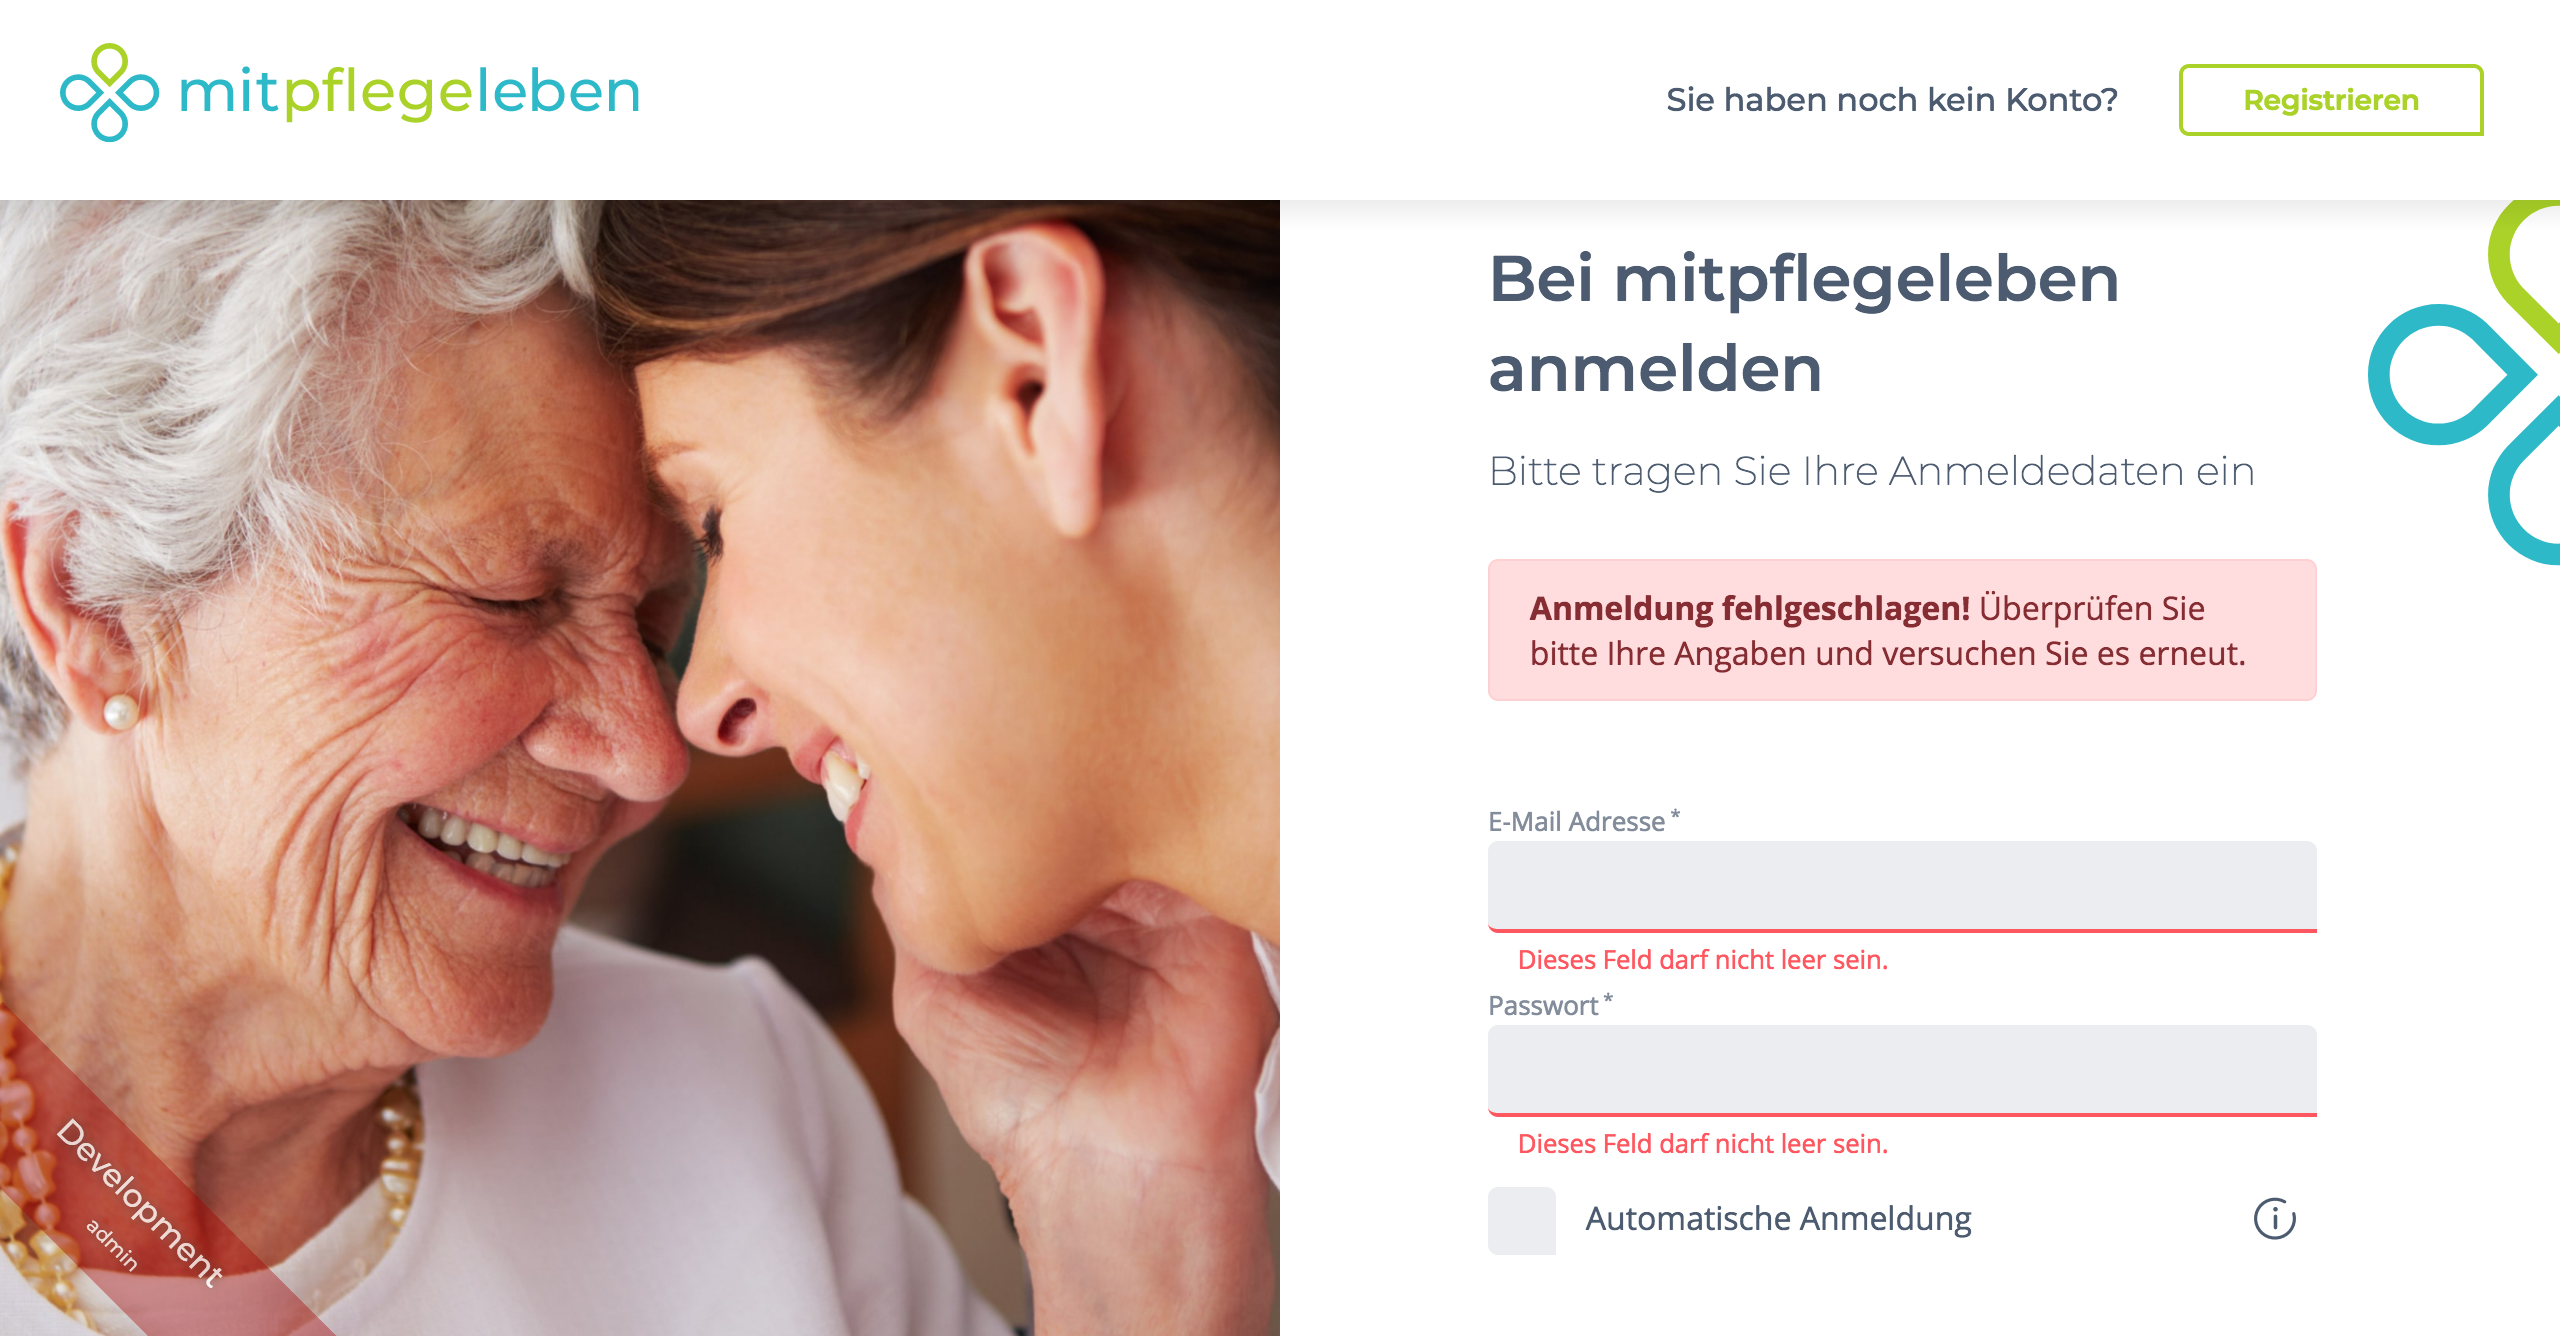 mitpflegeleben
Sie haben noch kein Konto?
Registrieren
Bei mitpflegeleben
anmelden
Bitte tragen Sie Ihre Anmeldedaten ein
Anmeldung fehlgeschlagen! Überprüfen Sie
bitte Ihre Angaben und versuchen Sie es erneut.
E-Mail Adresse *
Dieses Feld darf nicht leer sein.
Passwort *
Dieses Feld darf nicht leer sein.
Automatische Anmeldung
Development
admin